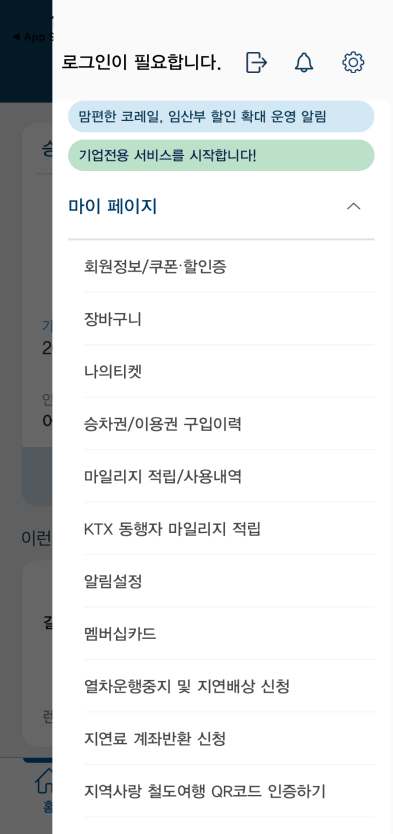 ◀ App S
로그인이 필요합니다.
맘편한 코레일, 임산부 할인 확대 운영 알림
기업전용 서비스를 시작합니다!
마이 페이지
회원정보/쿠폰·할인증
장바구니
나의티켓
승차권/이용권 구입이력
마일리지 적립/사용내역
KTX 동행자 마일리지 적립
알림설정
멤버십카드
열차운행중지 및 지연배상 신청
지연료 계좌반환 신청
지역사랑 철도여행 QR코드 인증하기
승
2
이런
홈